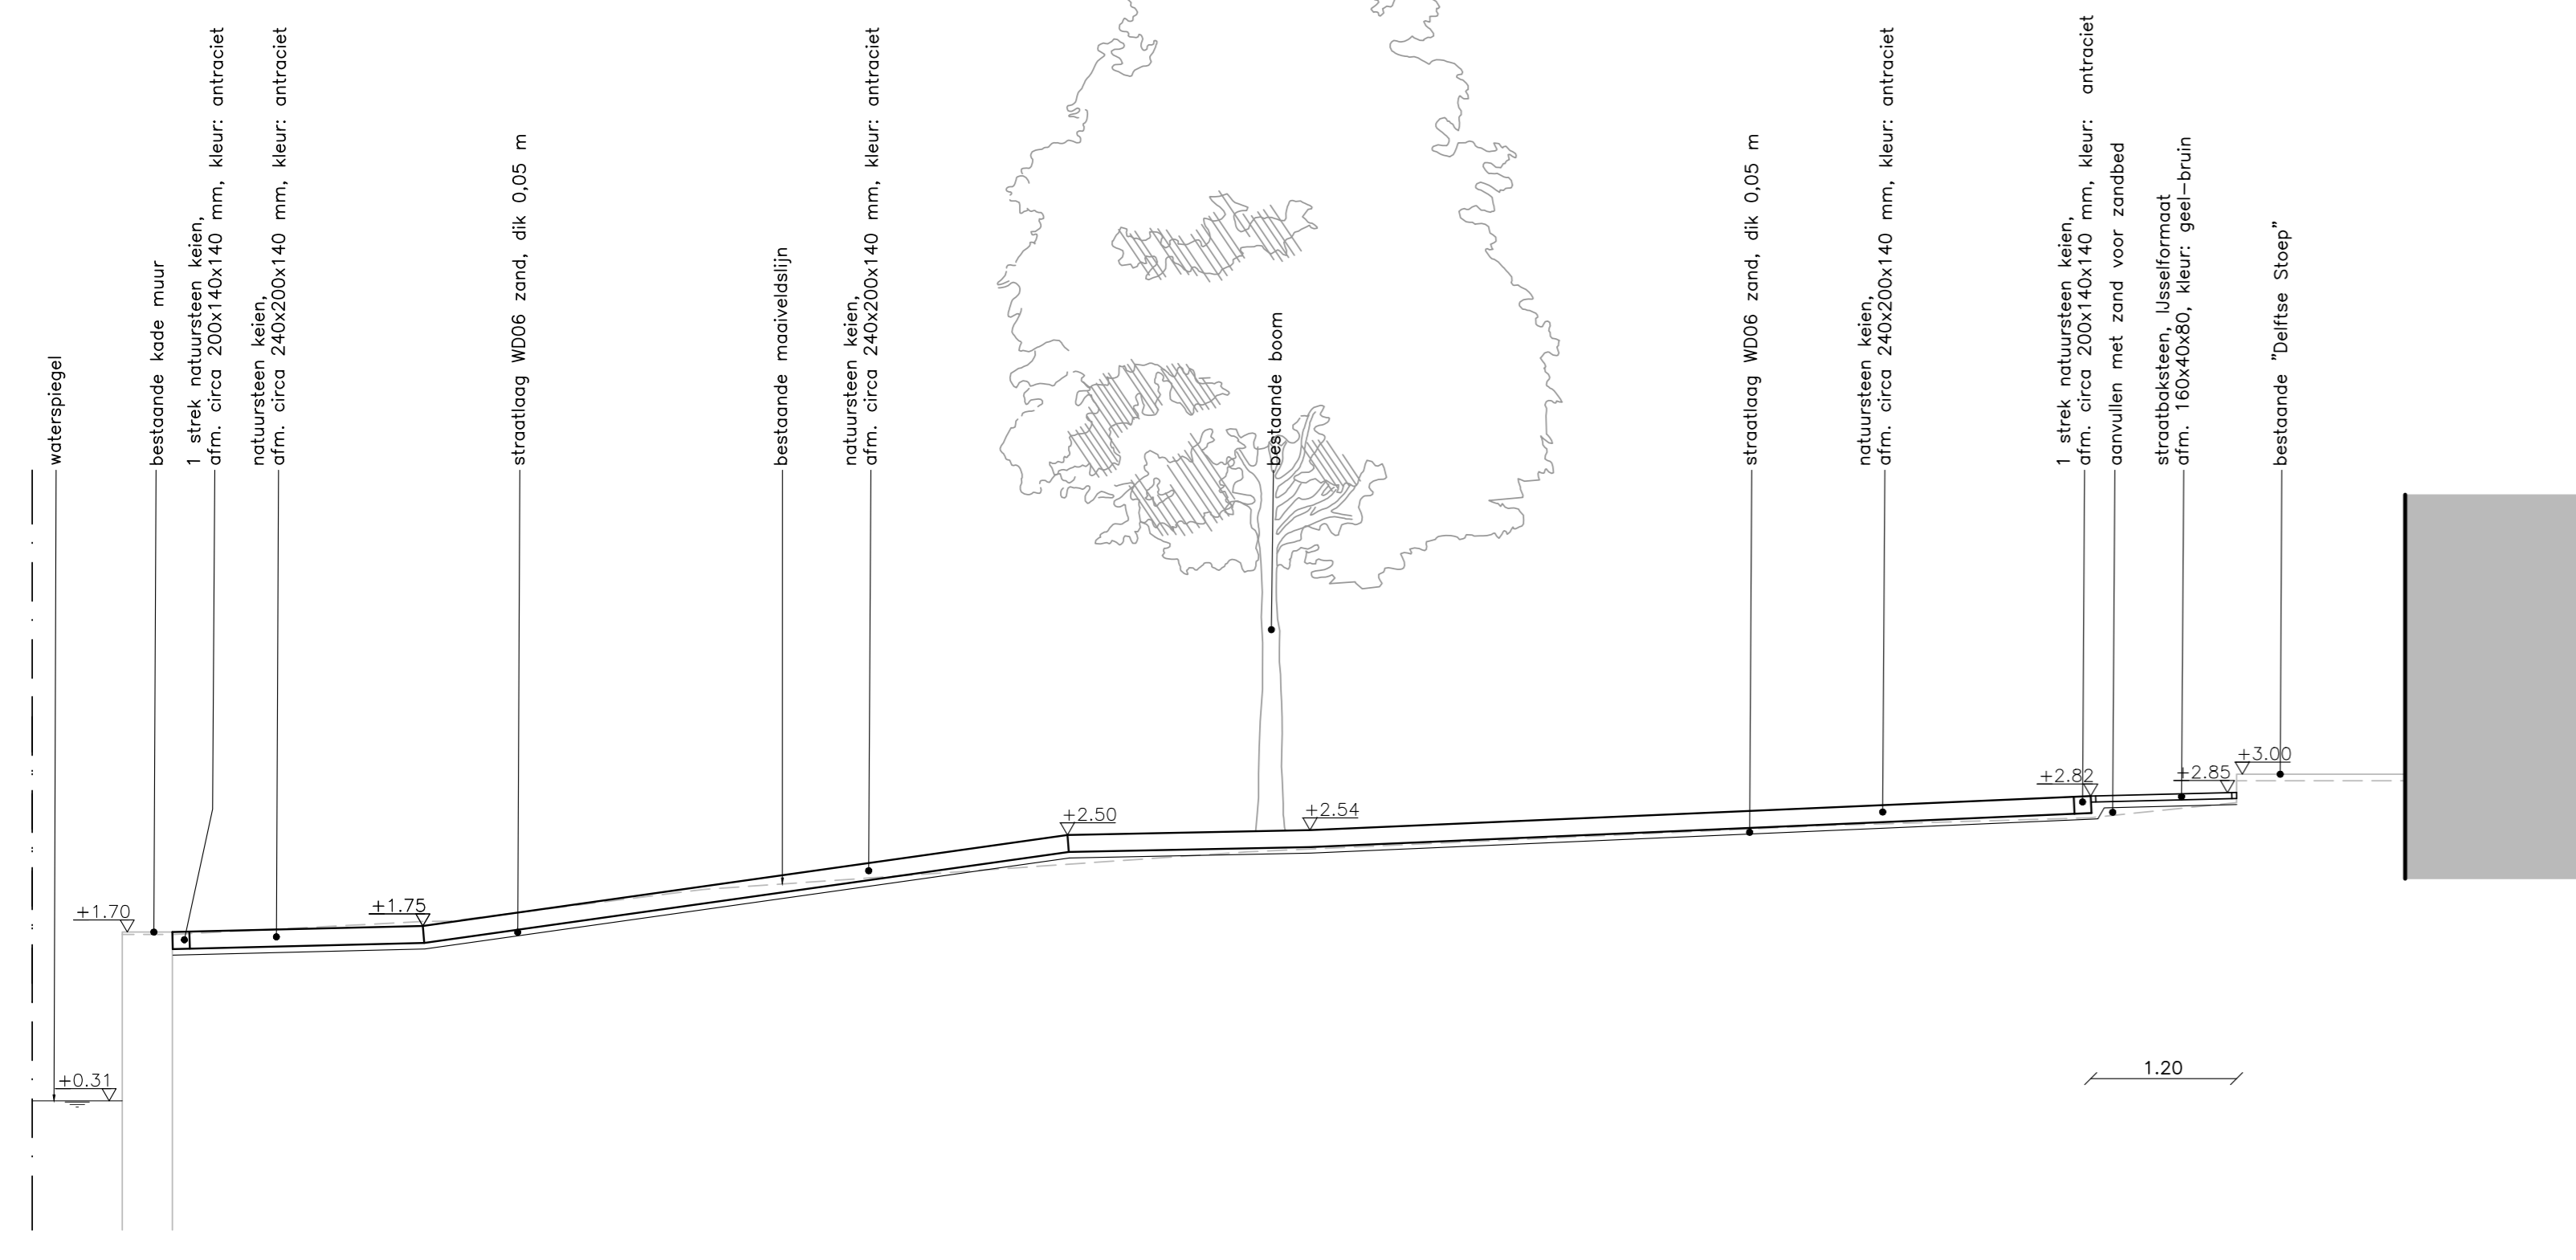 waterspiegel
bestaande kade muur
1 strek natuursteen keien,
afm. circa 200x140x140 mm, kleur: antraciet
natuursteen keien,
afm. circa 240x200x140 mm, kleur: antraciet
straatlaag WD06 zand, dik 0,05 m
bestaande maaiveldslijn
natuursteen keien,
afm. circa 240x200x140 mm, kleur: antraciet
bestaande boom
straatlaag WD06 zand, dik 0,05 m
natuursteen keien,
afm. circa 240x200x140 mm, kleur: antraciet
1 strek natuursteen keien,
afm. circa 200x140x140 mm, kleur: antraciet
aanvullen met zand voor zandbed
straatbaksteen, IJsselformaat
afm. 160x40x80, kleur: geel-bruin
bestaande "Delftse Stoep"
+3.00
+2.82
+2.85
+2.50
+2.54
+1.70
+1.75
+0.31
1.20